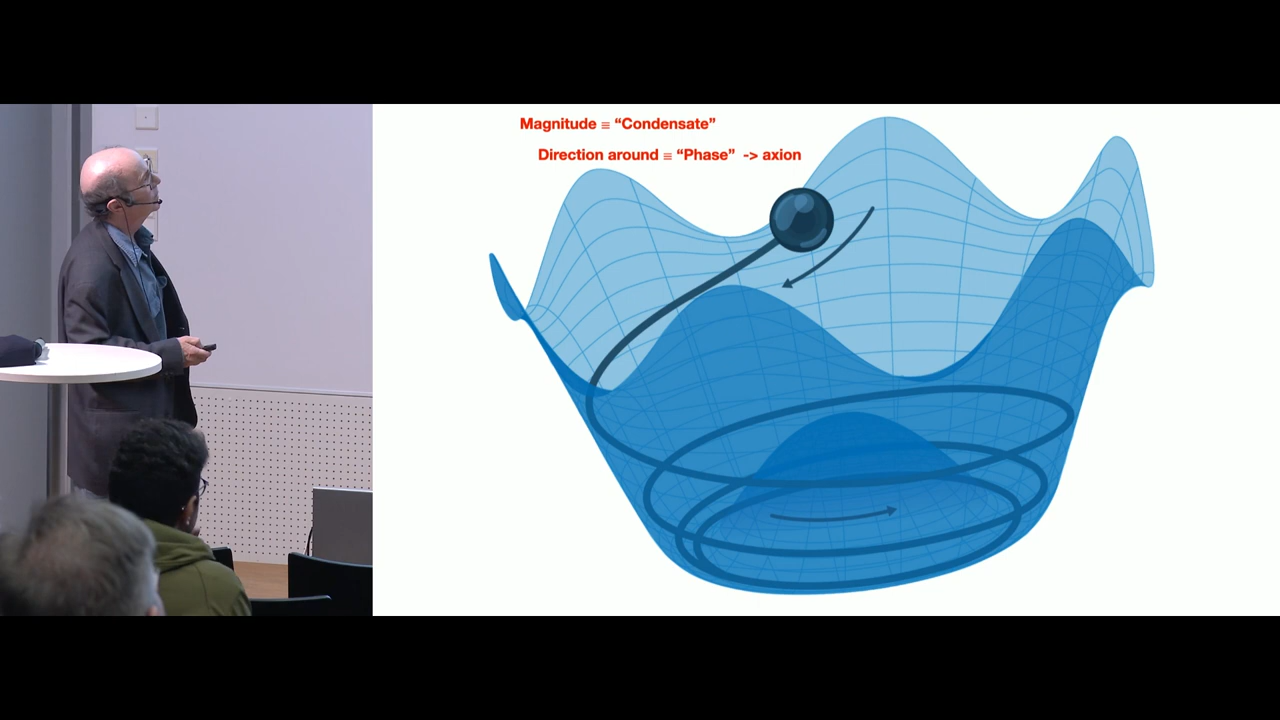 Magnitude ≡ “Condensate”
Direction around ≡ “Phase” -> axion